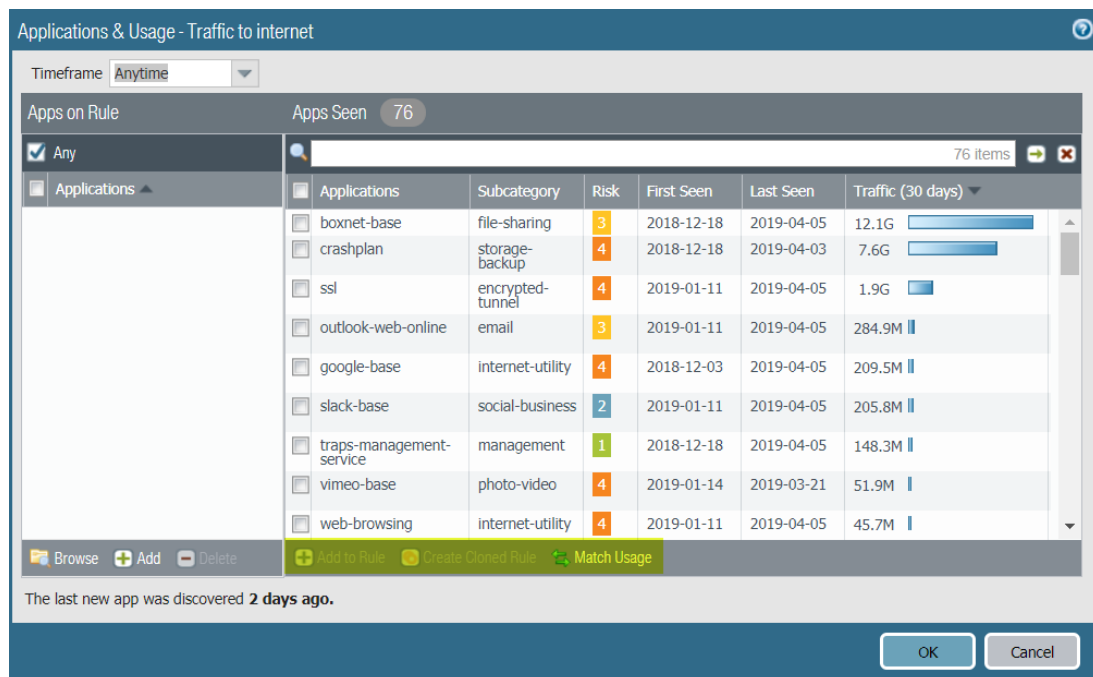 Applications & Usage - Traffic to internet
Timeframe Anytime
Apps on Rule
Apps Seen 76
Any
76 items
Applications
Applications Subcategory Risk First Seen Last Seen Traffic (30 days)
boxnet-base file-sharing 3 2018-12-18 2019-04-05 12.1G
crashplan storage-backup 4 2018-12-18 2019-04-03 7.6G
ssl encrypted-tunnel 4 2019-01-11 2019-04-05 1.9G
outlook-web-online email 3 2019-01-11 2019-04-05 284.9M
google-base internet-utility 4 2018-12-03 2019-04-05 209.5M
slack-base social-business 2 2019-01-11 2019-04-05 205.8M
traps-management-service management 1 2018-12-18 2019-04-05 148.3M
vimeo-base photo-video 4 2019-01-14 2019-03-21 51.9M
web-browsing internet-utility 4 2019-01-11 2019-04-05 45.7M
Browse Add Delete
Add to Rule Create Cloned Rule Match Usage
The last new app was discovered 2 days ago.
OK Cancel